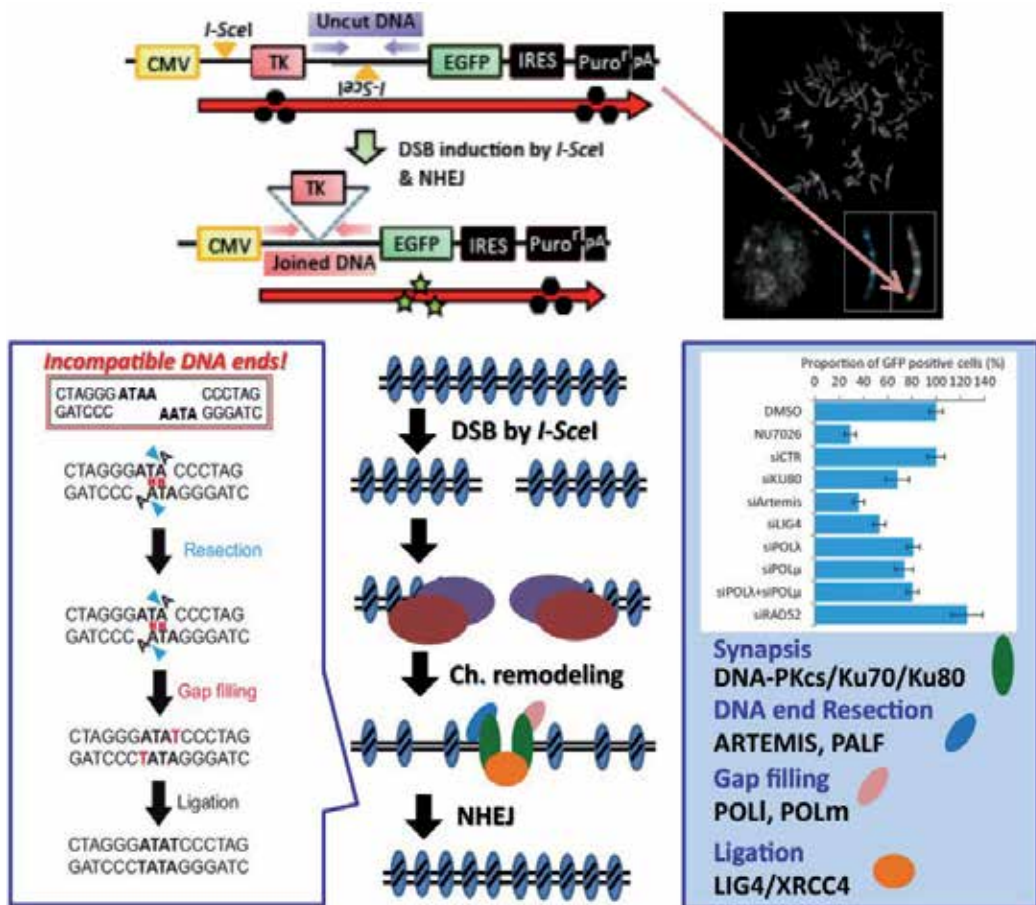 I-SceI
Uncut DNA
CMV
TK
EGFP
IRES
Puro^r
pA
I-SceI
DSB induction by I-SceI
& NHEJ
TK
CMV
EGFP
IRES
Puro^r
pA
Joined DNA
Incompatible DNA ends!
CTAGGG ATAA CCCTAG
GATCCC AATA GGGATC
A
CTAGGGATA CCCTAG
GATCCC ATAGGGATC
A
Resection
A
CTAGGGATA CCCTAG
GATCCC ATAGGGATC
A
Gap filling
CTAGGGATATCCCTAG
GATCCCTATAGGGATC
Ligation
CTAGGGATATCCCTAG
GATCCCTATAGGGATC
DSB by I-SceI
Ch. remodeling
NHEJ
Proportion of GFP positive cells (%)
0 20 40 60 80 100 120 140
DMSO
NU7026
siCTR
siKU80
siArtemis
siLIG4
siPOLλ
siPOLμ
siPOLλ+siPOLμ
siRAD52
Synapsis
DNA-PKcs/Ku70/Ku80
DNA end Resection
ARTEMIS, PALF
Gap filling
POLl, POLm
Ligation
LIG4/XRCC4